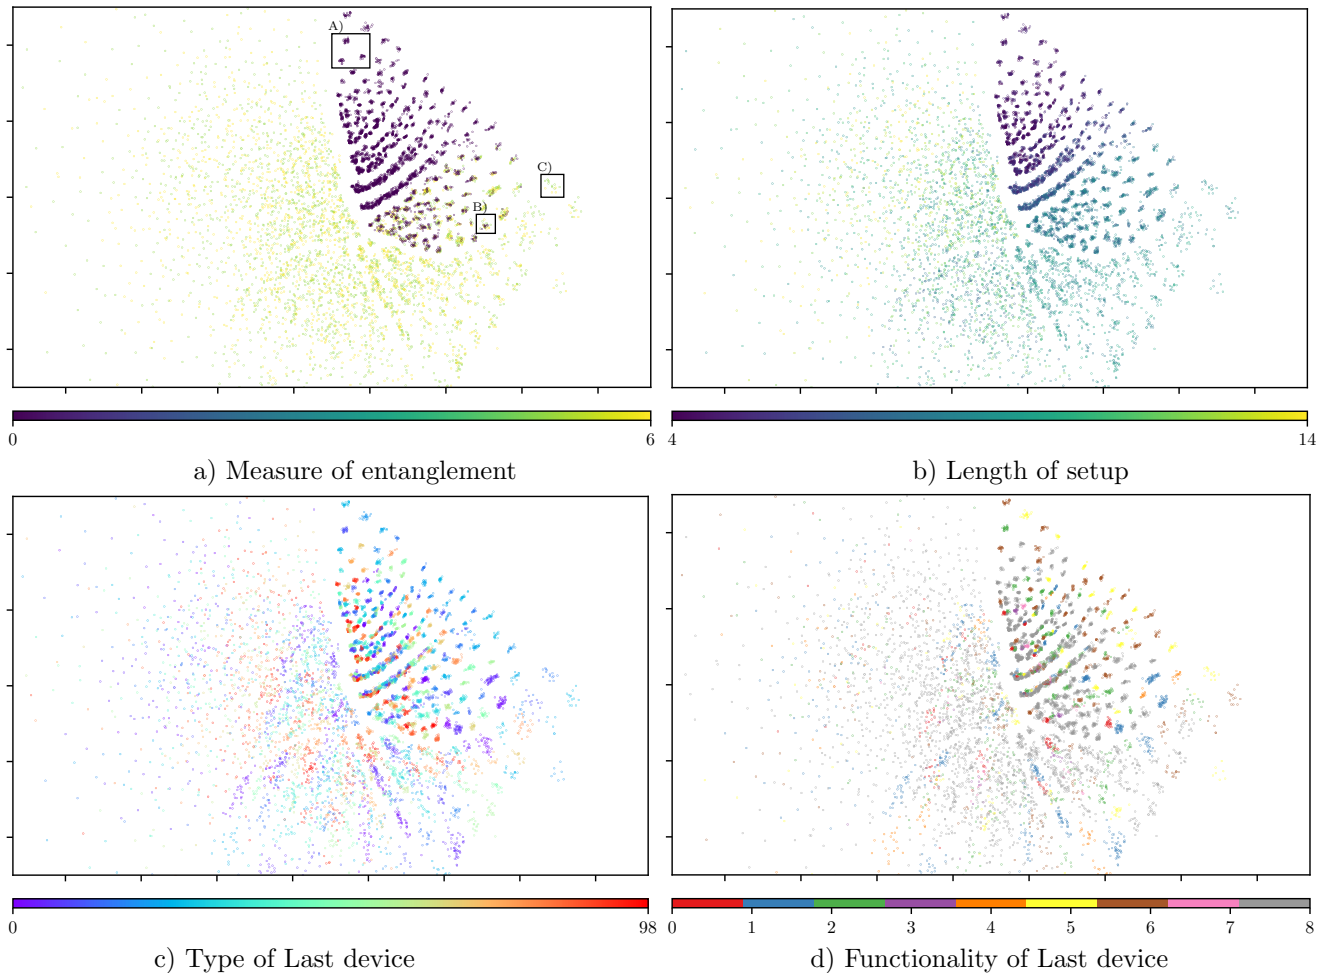 A)
C)
B)
0 6
4 14
a) Measure of entanglement
b) Length of setup
0 98
0 1 2 3 4 5 6 7 8
c) Type of Last device
d) Functionality of Last device